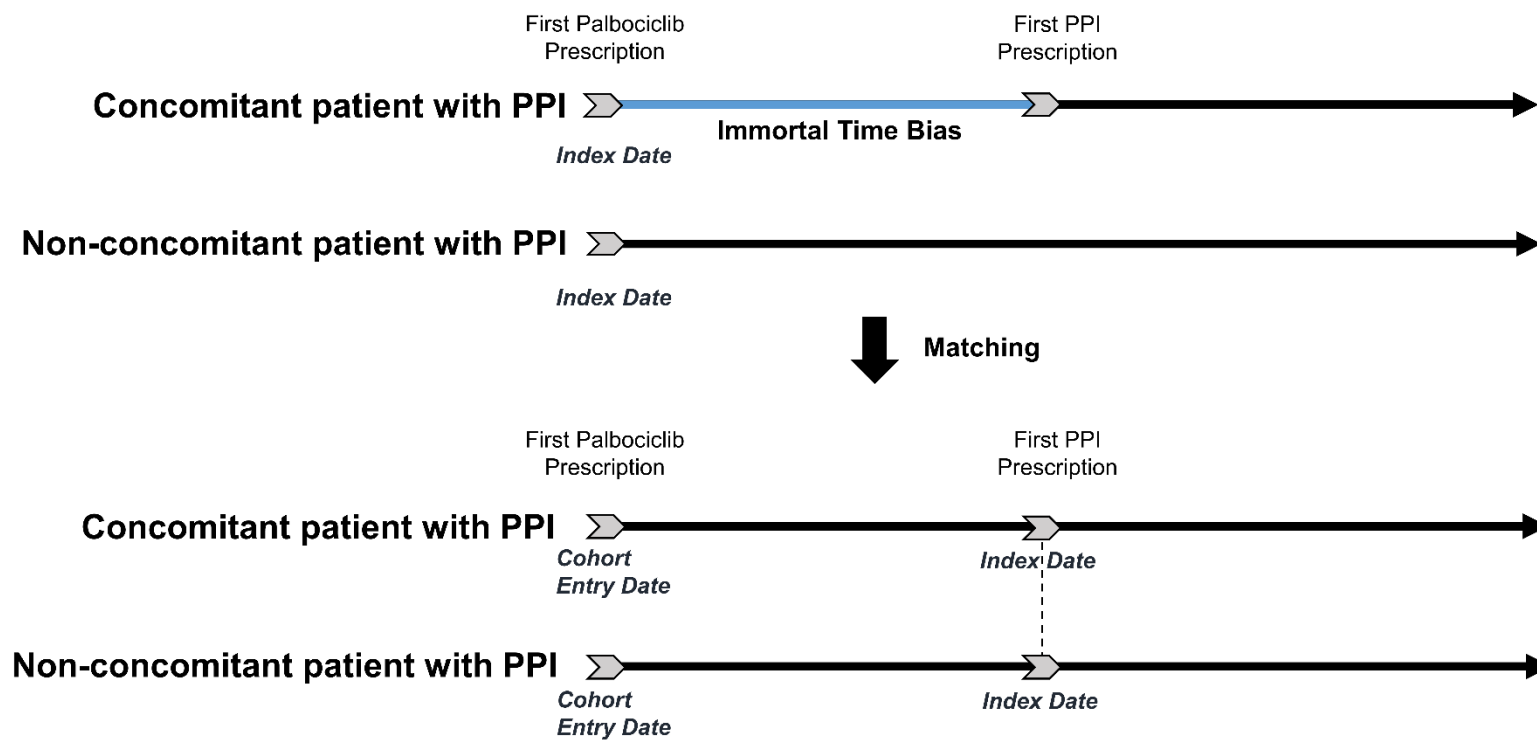 First Palbociclib
Prescription
First PPI
Prescription
Concomitant patient with PPI
Immortal Time Bias
Index Date
Non-concomitant patient with PPI
Index Date
Matching
First Palbociclib
Prescription
First PPI
Prescription
Concomitant patient with PPI
Cohort
Entry Date
Index Date
Non-concomitant patient with PPI
Cohort
Entry Date
Index Date